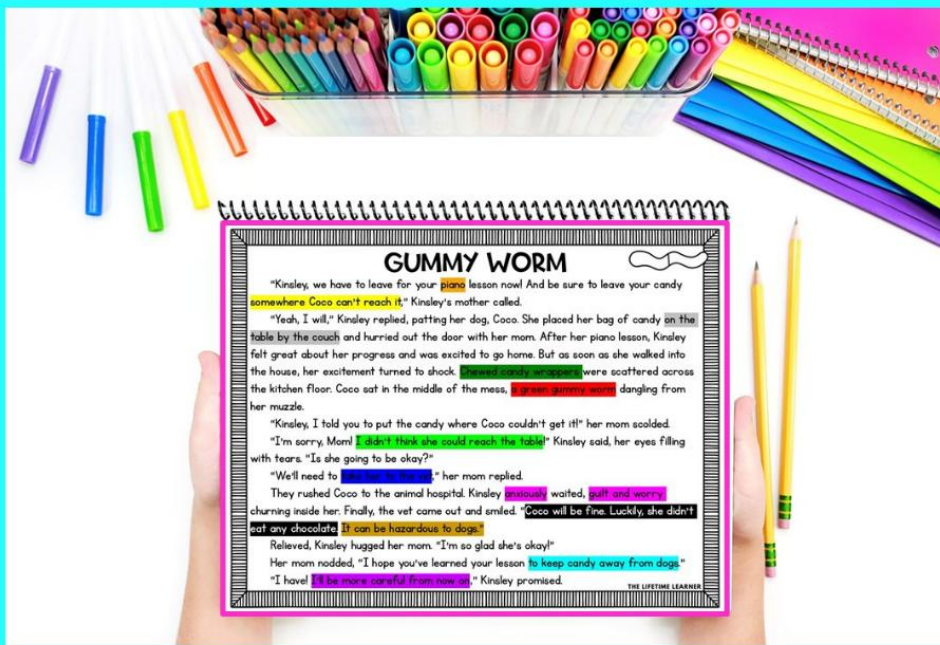 GUMMY WORM
"Kinsley, we have to leave for your piano lesson now! And be sure to leave your candy
somewhere Coco can't reach it," Kinsley's mother called.
"Yeah, I will," Kinsley replied, patting her dog, Coco. She placed her bag of candy on the
table by the couch and hurried out the door with her mom. After her piano lesson, Kinsley
felt great about her progress and was excited to go home. But as soon as she walked into
the house, her excitement turned to shock. Chewed candy wrappers were scattered across
the kitchen floor. Coco sat in the middle of the mess, a green gummy worm dangling from
her muzzle.
"Kinsley, I told you to put the candy where Coco couldn't get it!" her mom scolded.
"I'm sorry, Mom! I didn't think she could reach the table!" Kinsley said, her eyes filling
with tears. "Is she going to be okay?"
"We'll need to take her to the vet," her mom replied.
They rushed Coco to the animal hospital. Kinsley anxiously waited, guilt and worry
churning inside her. Finally, the vet came out and smiled. "Coco will be fine. Luckily, she didn't
eat any chocolate. It can be hazardous to dogs."
Relieved, Kinsley hugged her mom. "I'm so glad she's okay!"
Her mom nodded, "I hope you've learned your lesson to keep candy away from dogs."
"I have! I'll be more careful from now on," Kinsley promised.
THE LIFETIME LEARNER